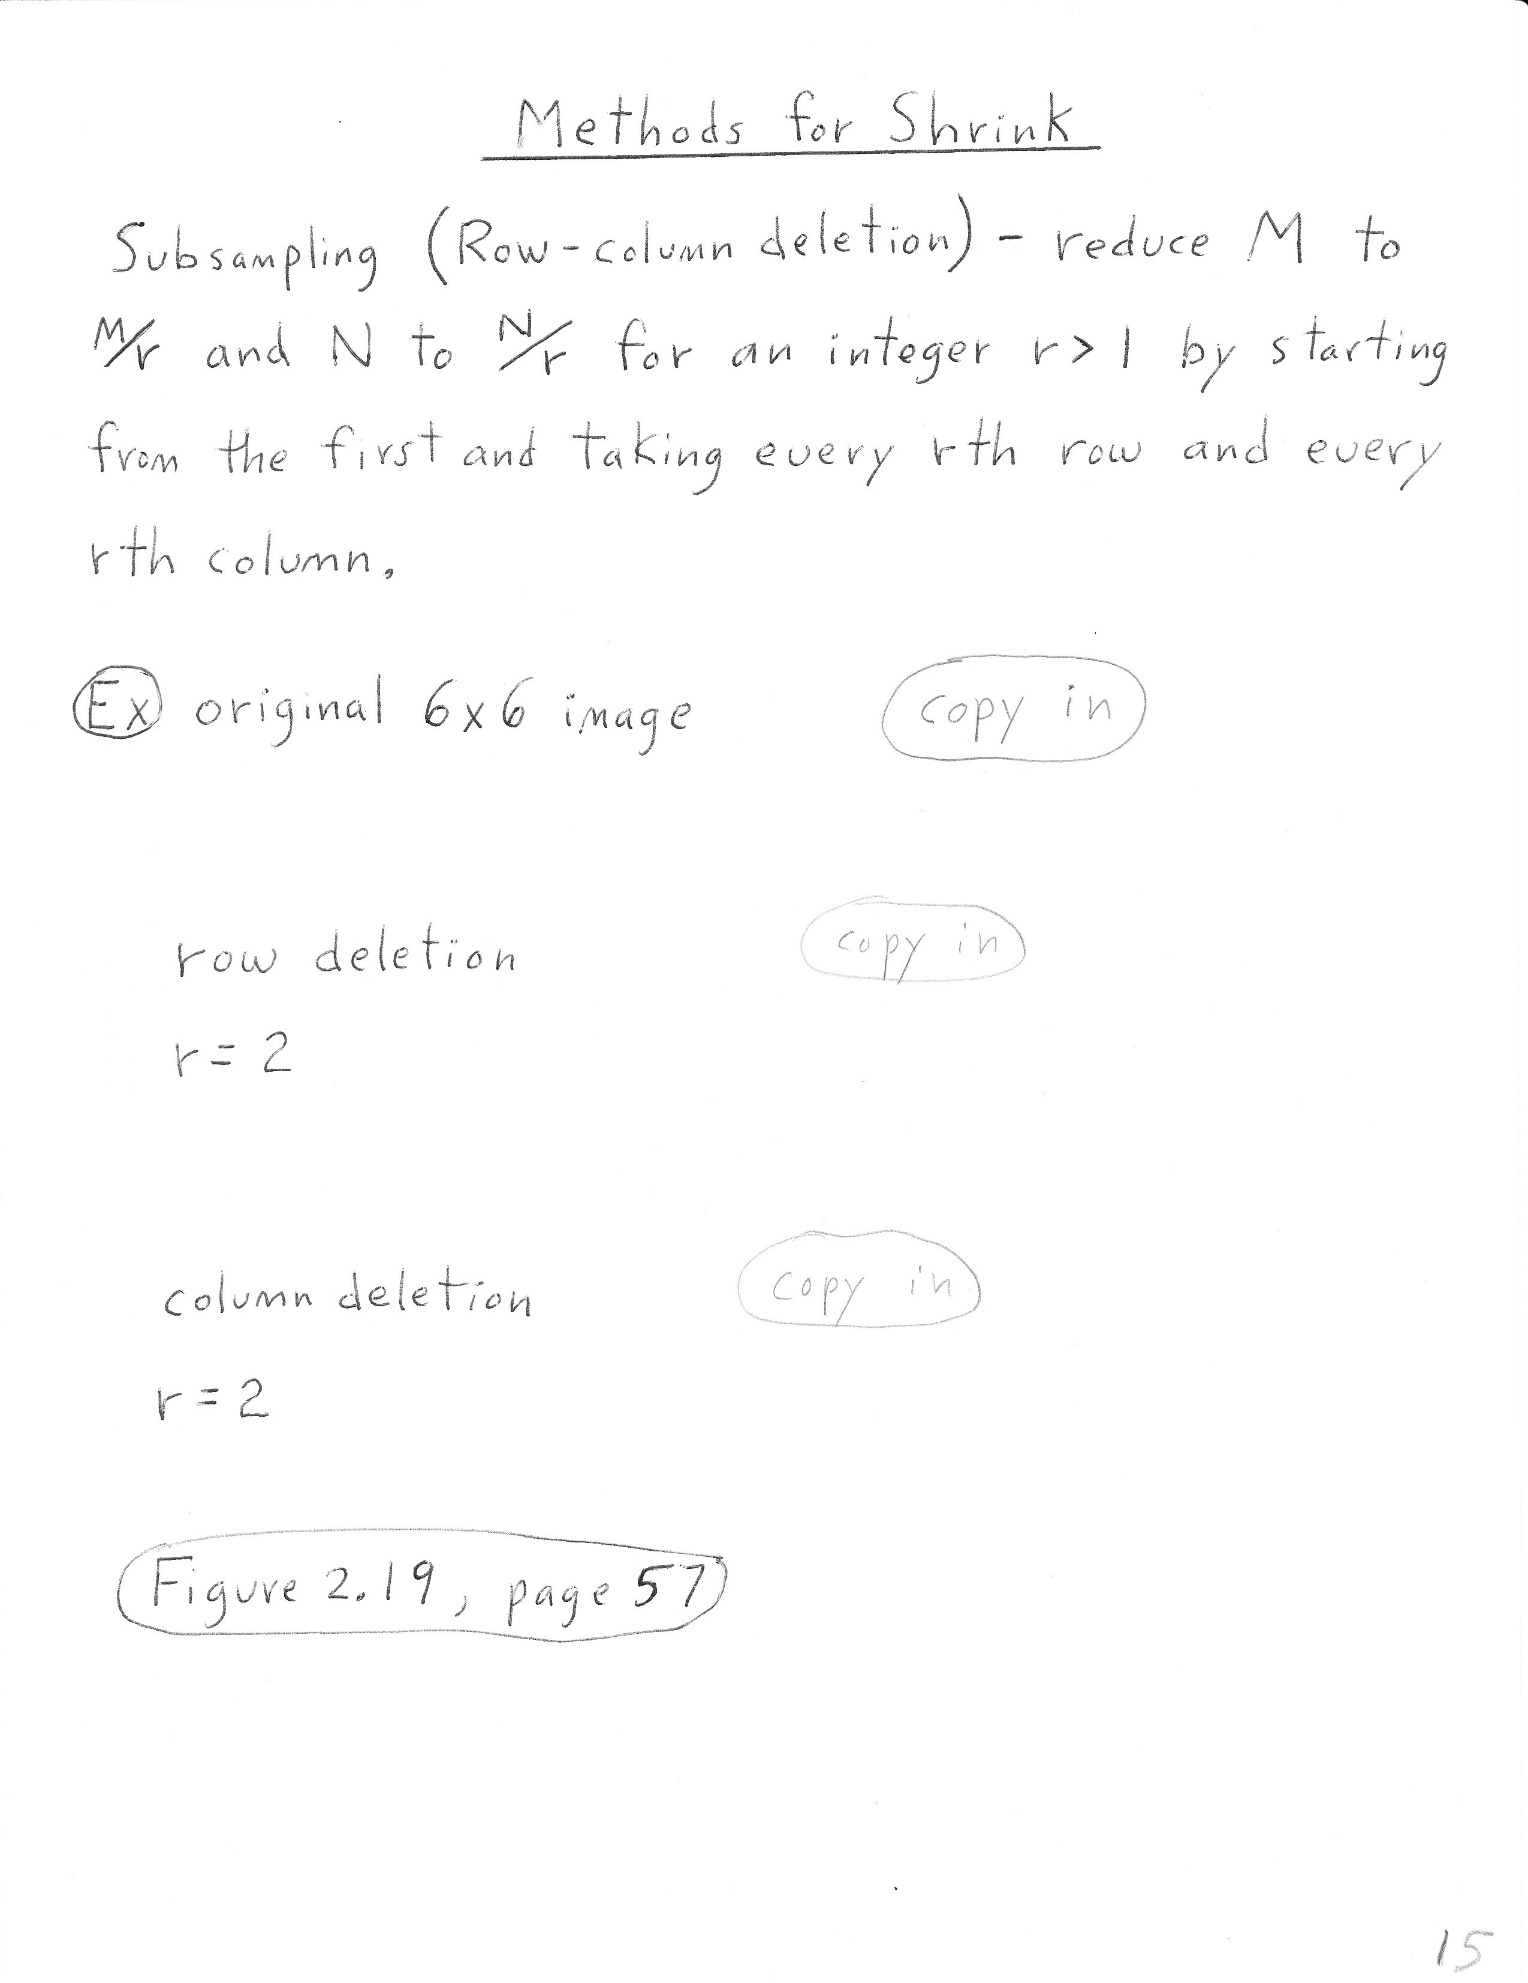 Methods for Shrink
Subsampling (Row-column deletion) - reduce M to
M/r and N to N/r for an integer r > 1 by starting
from the first and taking every rth row and every
rth column.
Ex original 6x6 image copy in
row deletion copy in
r = 2
column deletion copy in
r = 2
Figure 2.19, page 57
15